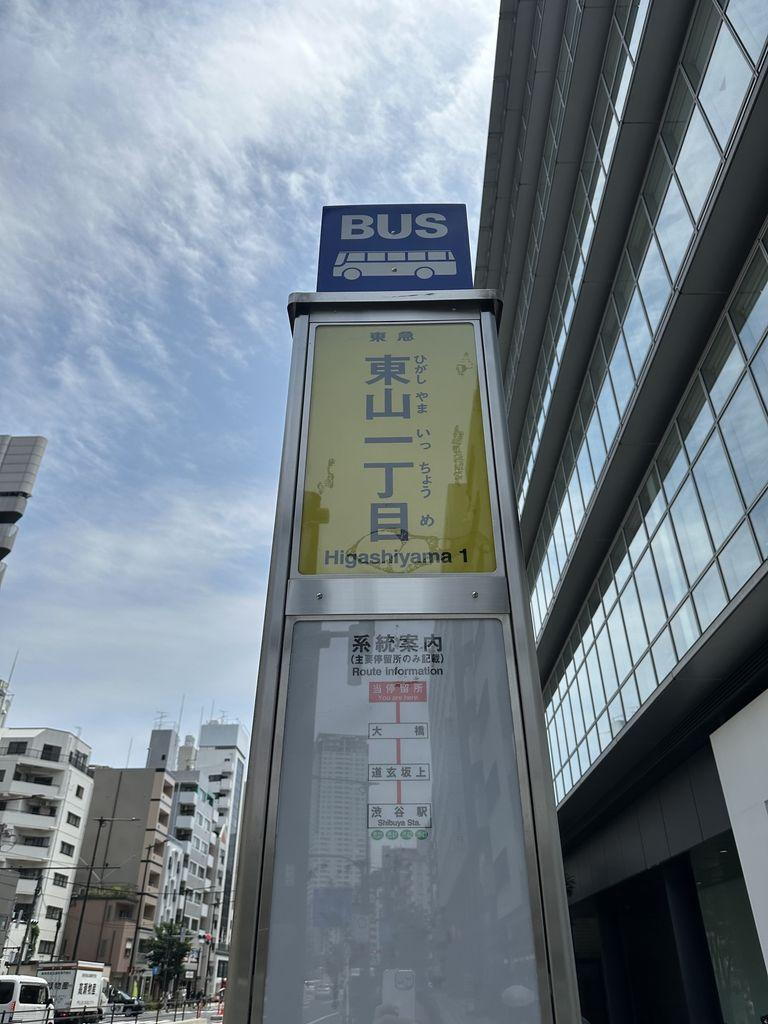 BUS
東急
東山一丁目
ひがし やま いっ ちょう め
Higashiyama 1
系統案内
(主要停留所のみ記載)
Route information
当停留所
You are here
大橋
道玄坂上
渋谷駅
Shibuya Sta.